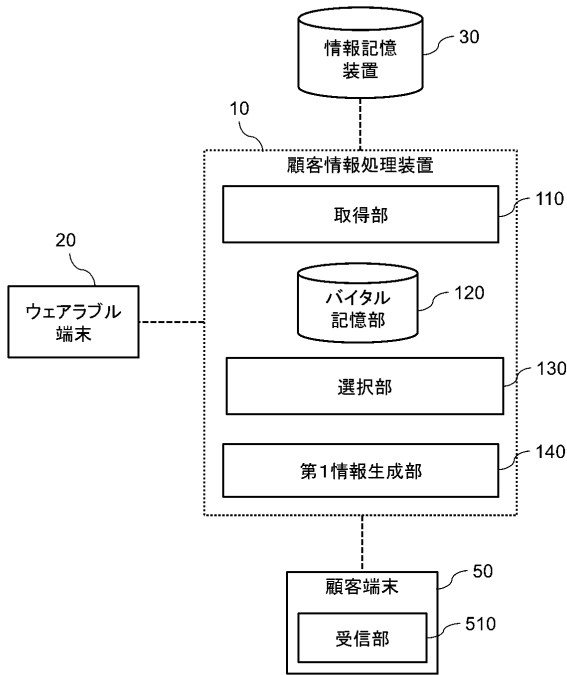 情報記憶
装置
30
10
顧客情報処理装置
取得部
110
20
ウェアラブル
端末
バイタル
記憶部
120
選択部
130
第1情報生成部
140
顧客端末
50
受信部
510